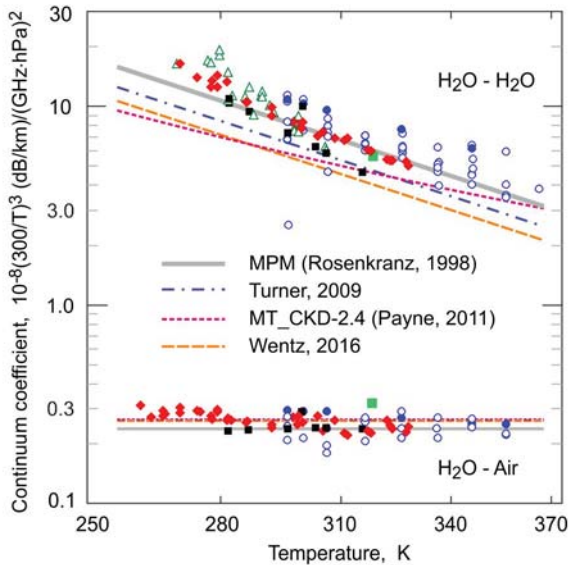 Continuum coefficient, 10⁻⁸(300/T)³ (dB/km)/(GHz·hPa)²
30
10
3.0
1.0
0.3
0.1
H₂O - H₂O
MPM (Rosenkranz, 1998)
Turner, 2009
MT_CKD-2.4 (Payne, 2011)
Wentz, 2016
H₂O - Air
250 280 310 340 370
Temperature, K